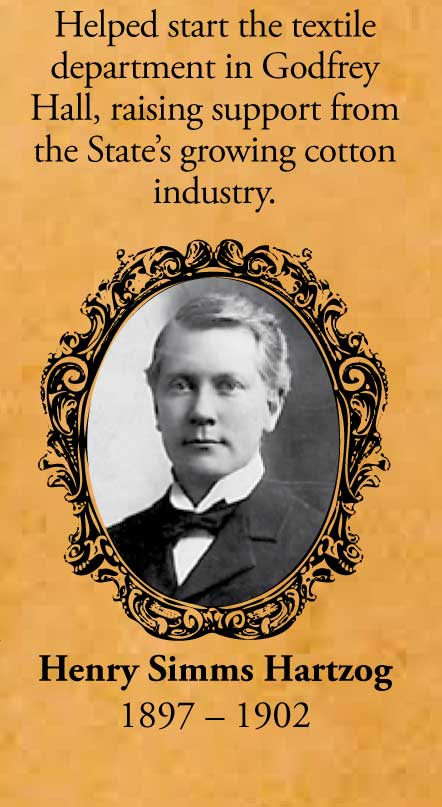 Helped start the textile
department in Godfrey
Hall, raising support from
the State’s growing cotton
industry.
Henry Simms Hartzog
1897 – 1902